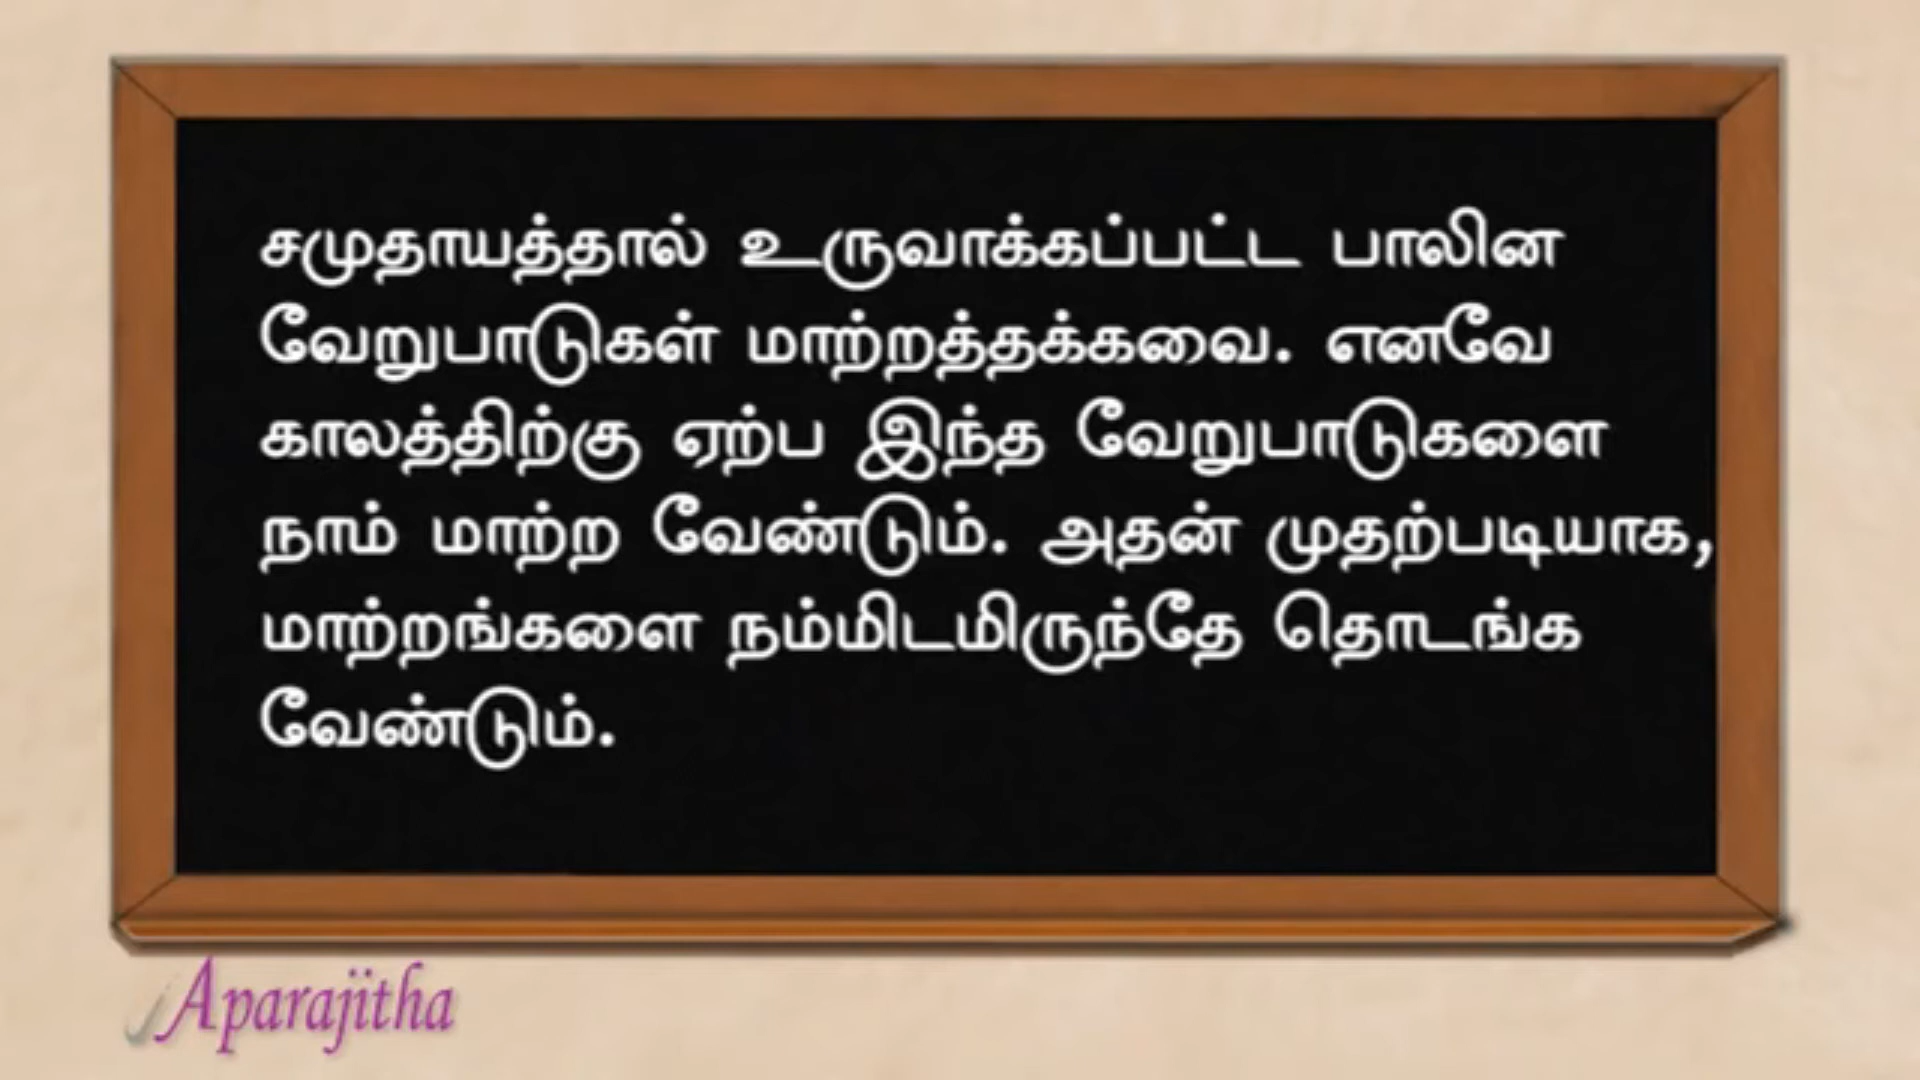 சமுதாயத்தால் உருவாக்கப்பட்ட பாலின
வேறுபாடுகள் மாற்றத்தக்கவை. எனவே
காலத்திற்கு ஏற்ப இந்த வேறுபாடுகளை
நாம் மாற்ற வேண்டும். அதன் முதற்படியாக,
மாற்றங்களை நம்மிடமிருந்தே தொடங்க
வேண்டும்.
Aparajitha